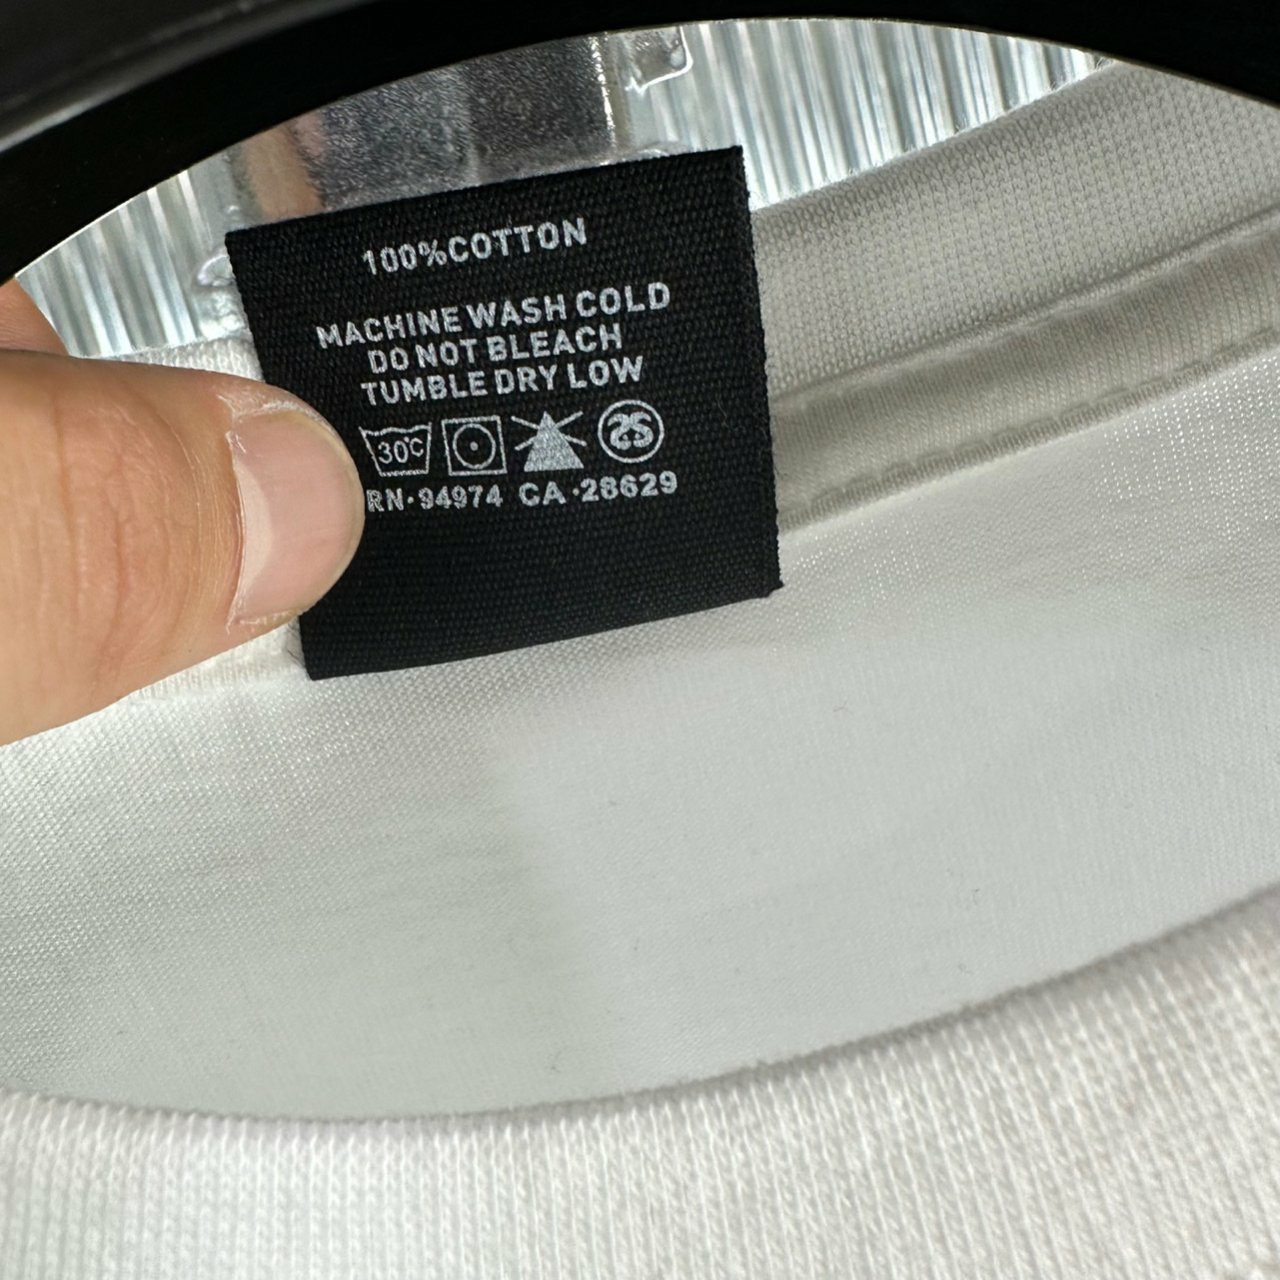 100%COTTON
MACHINE WASH COLD
DO NOT BLEACH
TUMBLE DRY LOW
30°C
RN·94974 CA·28629